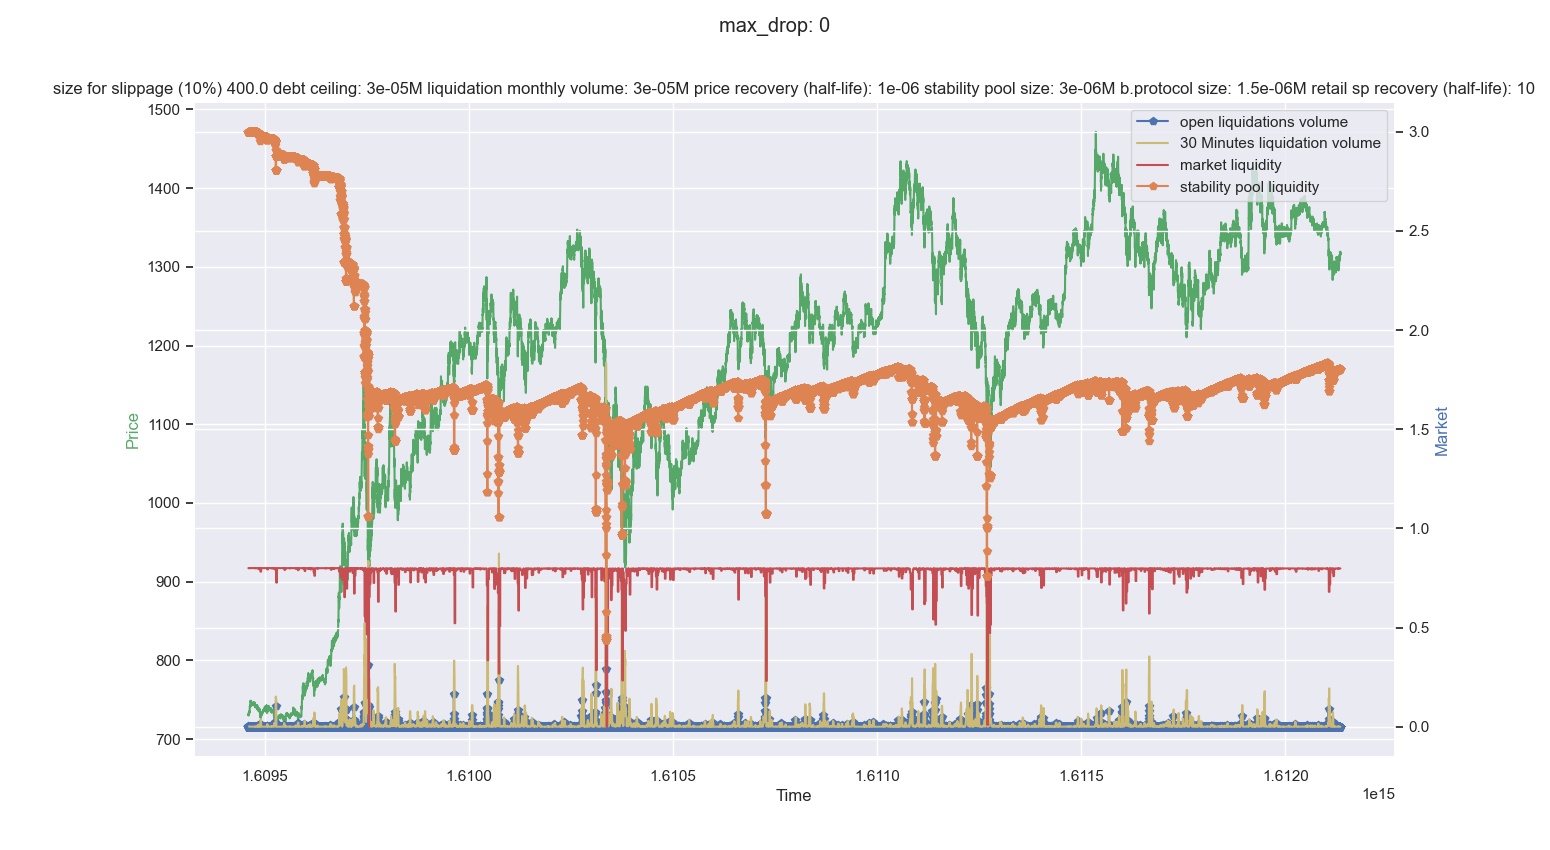 max_drop: 0
size for slippage (10%) 400.0 debt ceiling: 3e-05M liquidation monthly volume: 3e-05M price recovery (half-life): 1e-06 stability pool size: 3e-06M b.protocol size: 1.5e-06M retail sp recovery (half-life): 10
1500
1400
1300
1200
1100
1000
900
800
700
Price
open liquidations volume
30 Minutes liquidation volume
market liquidity
stability pool liquidity
3.0
2.5
2.0
1.5
1.0
0.5
0.0
Market
1.6095
1.6100
1.6105
1.6110
1.6115
1.6120
1e15
Time